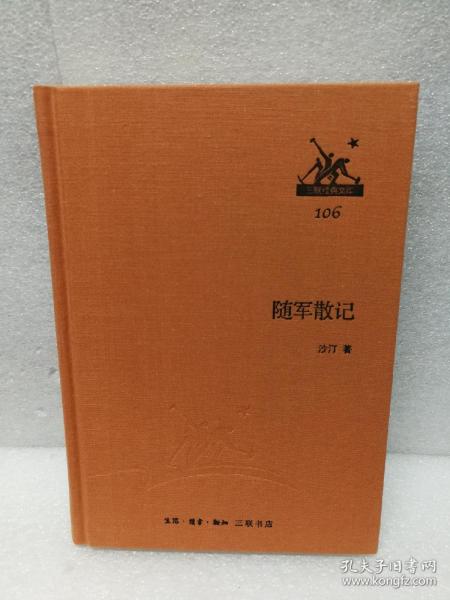 三联经典文库
106
随军散记
沙汀 著
生活·读书·新知 三联书店
孔夫子旧书网
kongfz.com